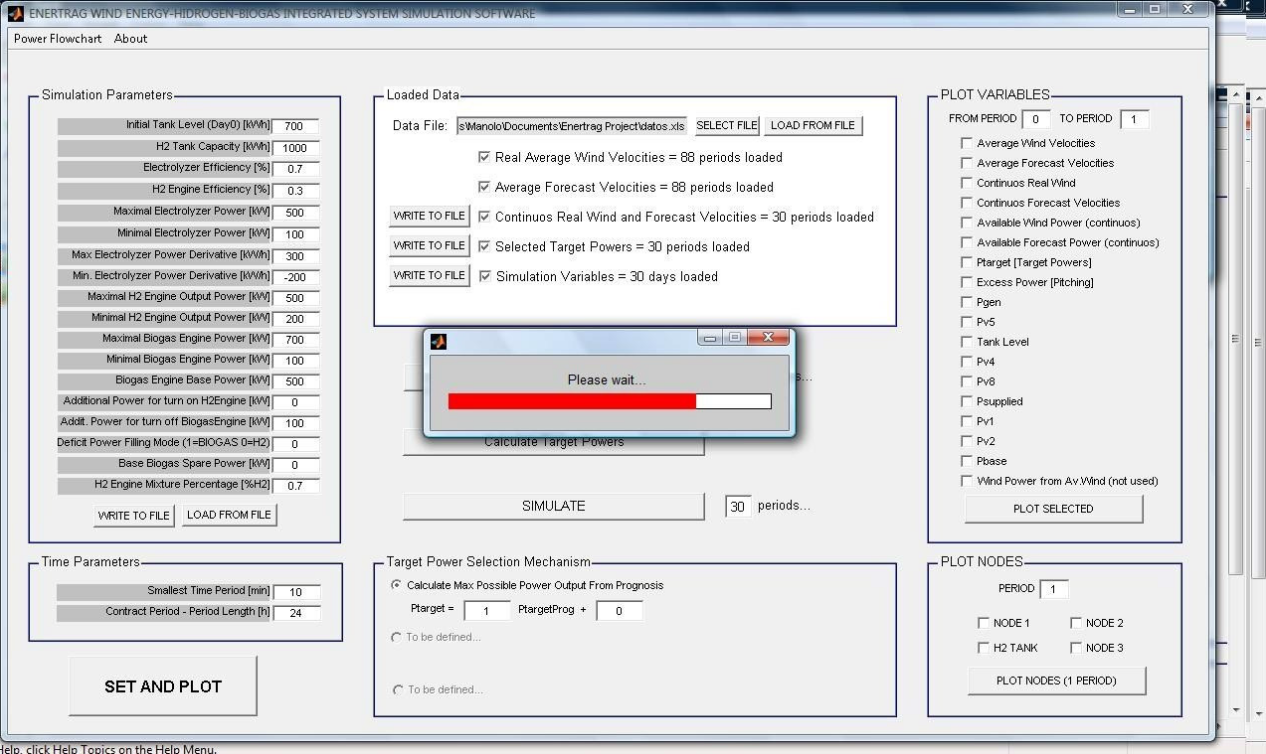 ENERTRAG WIND ENERGY-HIDROGEN-BIOGAS INTEGRATED SYSTEM SIMULATION SOFTWARE
Power Flowchart About
Simulation Parameters
Initial Tank Level (Day0) [kWh] 700
H2 Tank Capacity [kWh] 1000
Electrolyzer Efficiency [%] 0.7
H2 Engine Efficiency [%] 0.3
Maximal Electrolyzer Power [kW] 500
Minimal Electrolyzer Power [kW] 100
Max Electrolyzer Power Derivative [kW/h] 300
Min. Electrolyzer Power Derivative [kW/h] -200
Maximal H2 Engine Output Power [kW] 500
Minimal H2 Engine Output Power [kW] 200
Maximal Biogas Engine Power [kW] 700
Minimal Biogas Engine Power [kW] 100
Biogas Engine Base Power [kW] 500
Additional Power for turn on H2Engine [kW] 0
Addit. Power for turn off BiogasEngine [kW] 100
Deficit Power Filling Mode (1=BIOGAS 0=H2) 0
Base Biogas Spare Power [kW] 0
H2 Engine Mixture Percentage [%H2] 0.7
WRITE TO FILE LOAD FROM FILE
Time Parameters
Smallest Time Period [min] 10
Contract Period - Period Length [h] 24
SET AND PLOT
Loaded Data
Data File: s\Manolo\Documents\Enertrag Project\datos.xls SELECT FILE LOAD FROM FILE
Real Average Wind Velocities = 88 periods loaded
Average Forecast Velocities = 88 periods loaded
WRITE TO FILE Continuos Real Wind and Forecast Velocities = 30 periods loaded
WRITE TO FILE Selected Target Powers = 30 periods loaded
WRITE TO FILE Simulation Variables = 30 days loaded
Please wait...
Calculate Target Powers
SIMULATE 30 periods...
Target Power Selection Mechanism
Calculate Max Possible Power Output From Prognosis
Ptarget = 1 PtargetProg + 0
To be defined...
To be defined...
PLOT VARIABLES
FROM PERIOD 0 TO PERIOD 1
Average Wind Velocities
Average Forecast Velocities
Continuos Real Wind
Continuos Forecast Velocities
Available Wind Power (continuos)
Available Forecast Power (continuos)
Ptarget [Target Powers]
Excess Power [Pitching]
Pgen
Pv5
Tank Level
Pv4
Pv8
Psupplied
Pv1
Pv2
Pbase
Wind Power from Av.Wind (not used)
PLOT SELECTED
PLOT NODES
PERIOD 1
NODE 1 NODE 2
H2 TANK NODE 3
PLOT NODES (1 PERIOD)
Help, click Help Topics on the Help Menu.